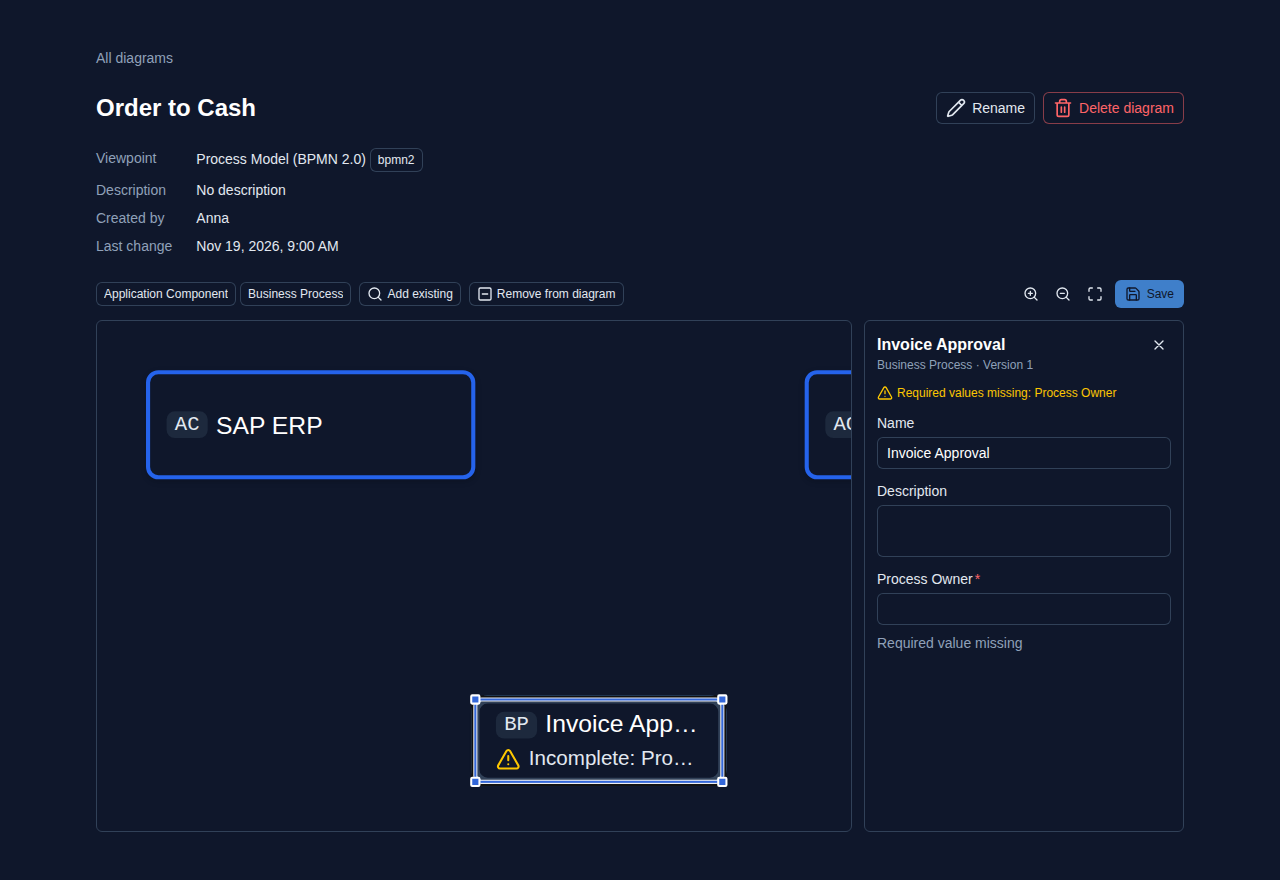 All diagrams
Order to Cash
Rename
Delete diagram
Viewpoint Process Model (BPMN 2.0) bpmn2
Description No description
Created by Anna
Last change Nov 19, 2026, 9:00 AM
Application Component
Business Process
Add existing
Remove from diagram
Save
AC SAP ERP
AC
BP Invoice App…
Incomplete: Pro…
Invoice Approval
Business Process · Version 1
Required values missing: Process Owner
Name
Invoice Approval
Description
Process Owner*
Required value missing